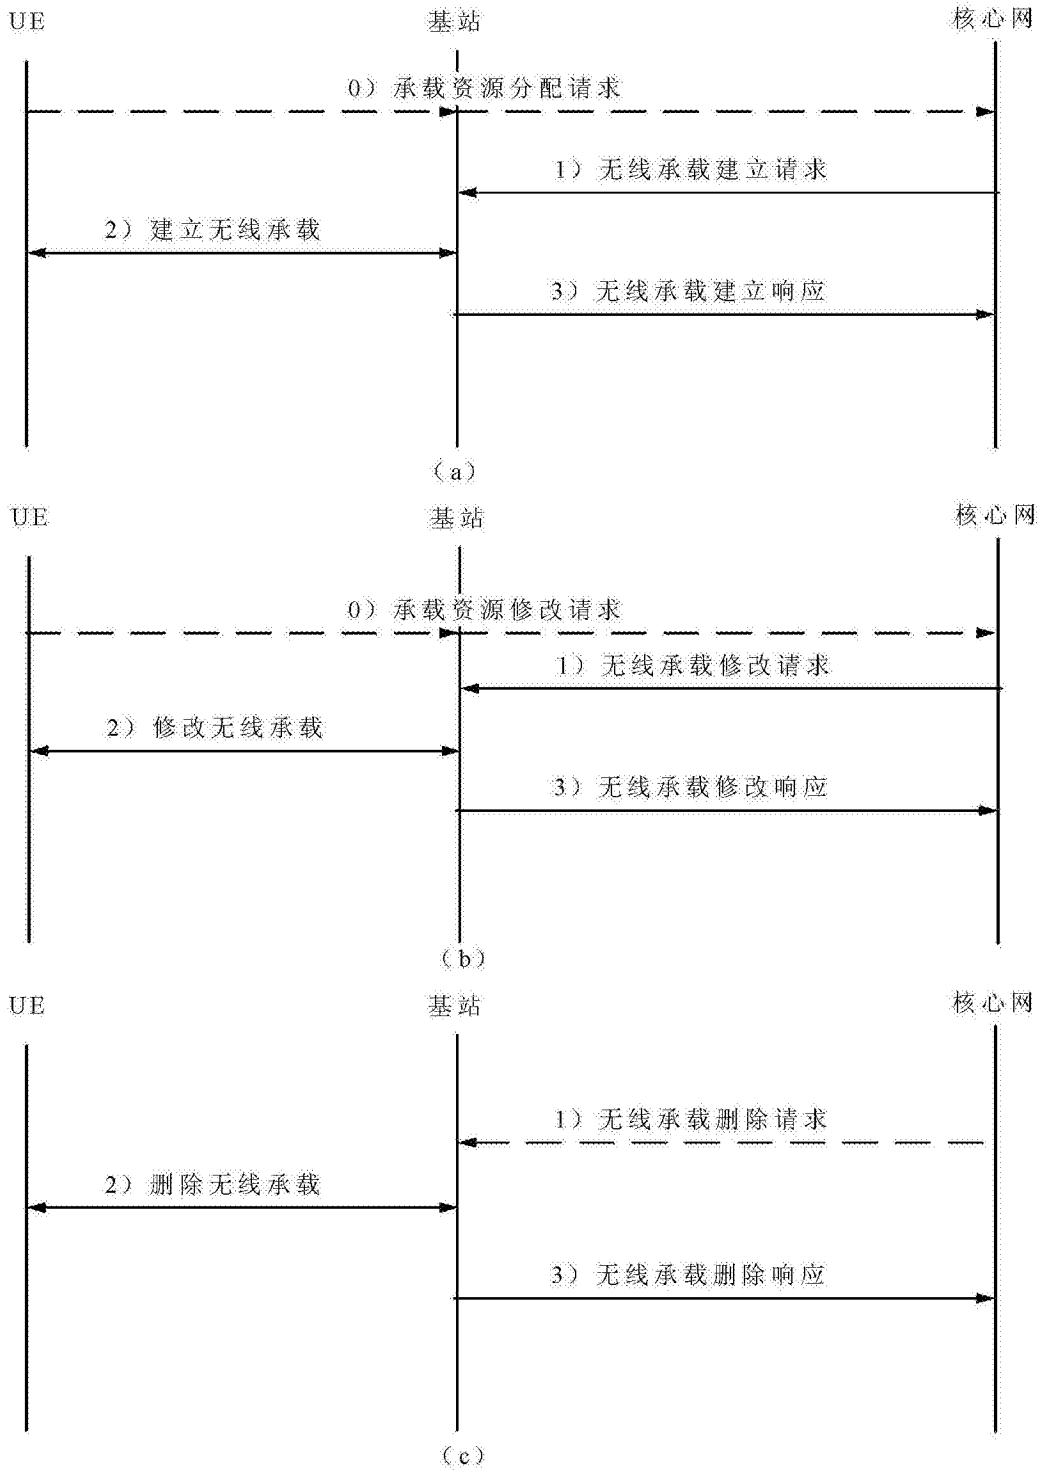 UE 基站 核心网
0）承载资源分配请求
1）无线承载建立请求
2）建立无线承载
3）无线承载建立响应
（a）
UE 基站 核心网
0）承载资源修改请求
1）无线承载修改请求
2）修改无线承载
3）无线承载修改响应
（b）
UE 基站 核心网
1）无线承载删除请求
2）删除无线承载
3）无线承载删除响应
（c）